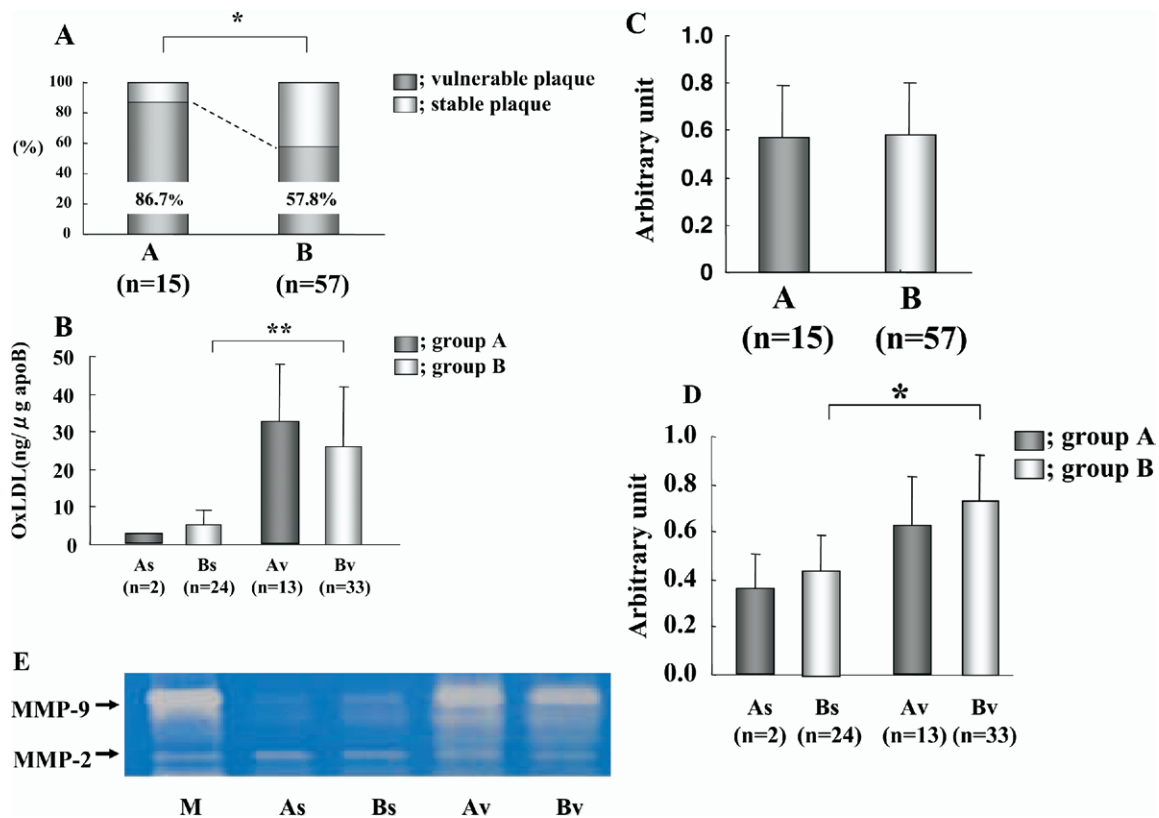 A
*
; vulnerable plaque
; stable plaque
(%)
100
80
60
40
20
0
86.7%
57.8%
A
B
(n=15)
(n=57)
B
**
; group A
; group B
OxLDL(ng/μg apoB)
50
40
30
20
10
0
As
Bs
Av
Bv
(n=2)
(n=24)
(n=13)
(n=33)
C
Arbitrary unit
1.0
0.8
0.6
0.4
0.2
0
A
B
(n=15)
(n=57)
D
*
; group A
; group B
Arbitrary unit
1.0
0.8
0.6
0.4
0.2
0.0
As
Bs
Av
Bv
(n=2)
(n=24)
(n=13)
(n=33)
E
MMP-9
MMP-2
M
As
Bs
Av
Bv